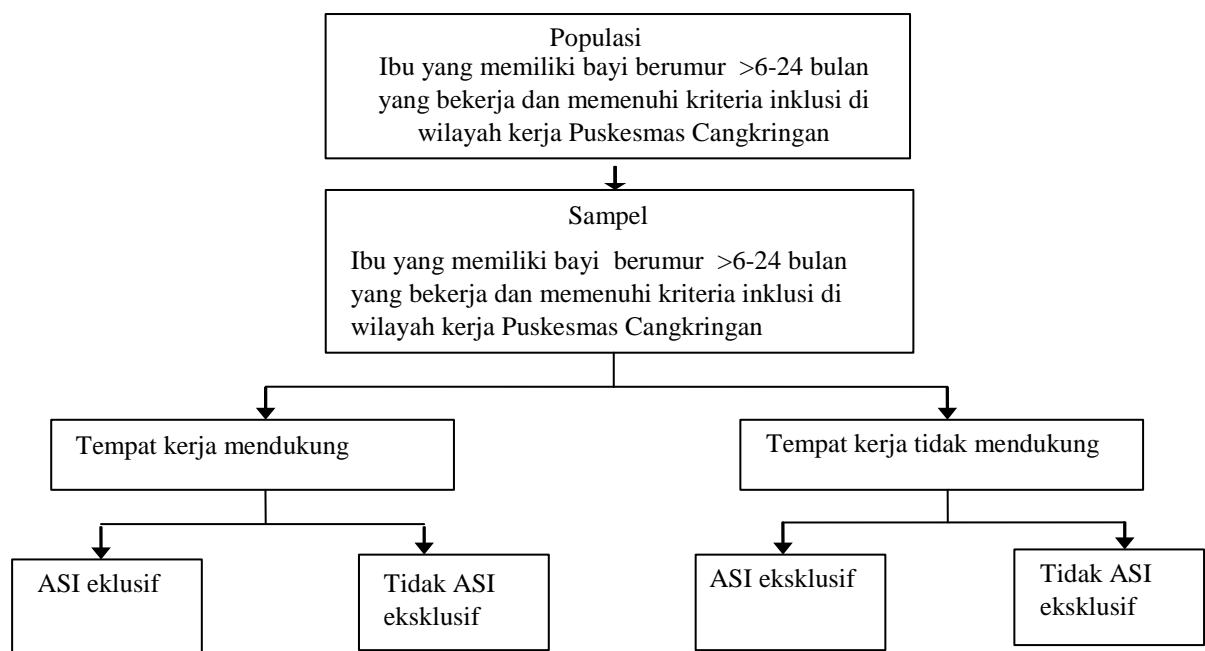 Populasi
Ibu yang memiliki bayi berumur >6-24 bulan
yang bekerja dan memenuhi kriteria inklusi di
wilayah kerja Puskesmas Cangkringan
Sampel
Ibu yang memiliki bayi berumur >6-24 bulan
yang bekerja dan memenuhi kriteria inklusi di
wilayah kerja Puskesmas Cangkringan
Tempat kerja mendukung
Tempat kerja tidak mendukung
ASI eklusif
Tidak ASI
eksklusif
ASI eksklusif
Tidak ASI
eksklusif